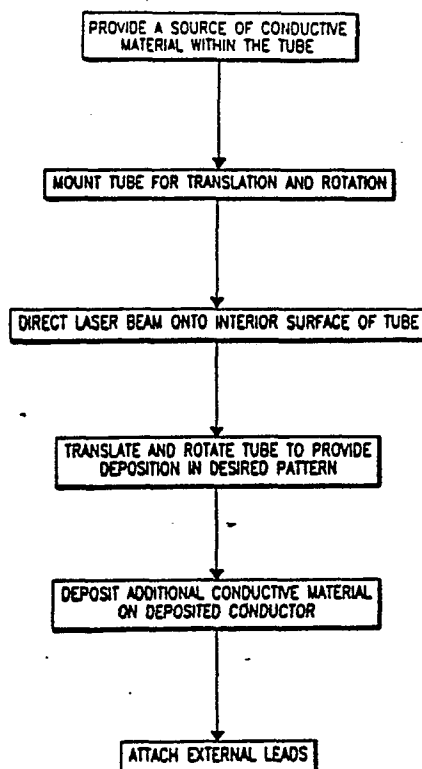 PROVIDE A SOURCE OF CONDUCTIVE
MATERIAL WITHIN THE TUBE
MOUNT TUBE FOR TRANSLATION AND ROTATION
DIRECT LASER BEAM ONTO INTERIOR SURFACE OF TUBE
TRANSLATE AND ROTATE TUBE TO PROVIDE
DEPOSITION IN DESIRED PATTERN
DEPOSIT ADDITIONAL CONDUCTIVE MATERIAL
ON DEPOSITED CONDUCTOR
ATTACH EXTERNAL LEADS